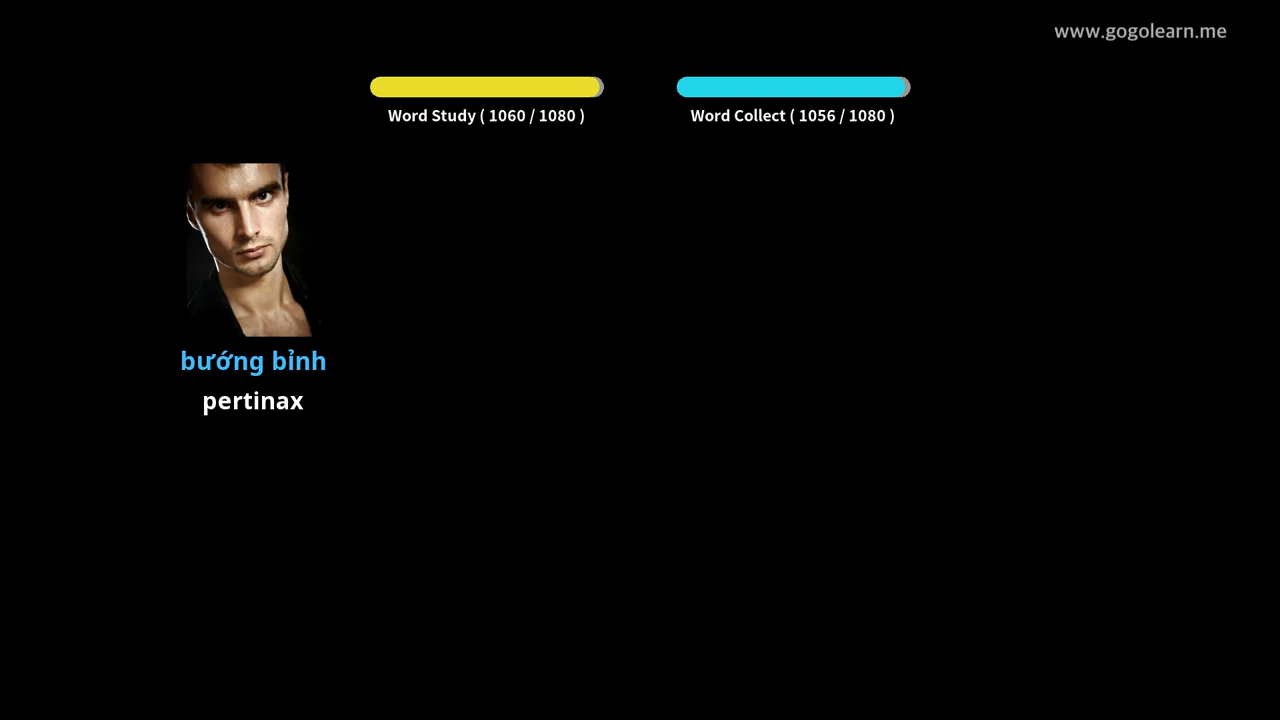 www.gogolearn.me
Word Study ( 1060 / 1080 )
Word Collect ( 1056 / 1080 )
bướng bỉnh
pertinax